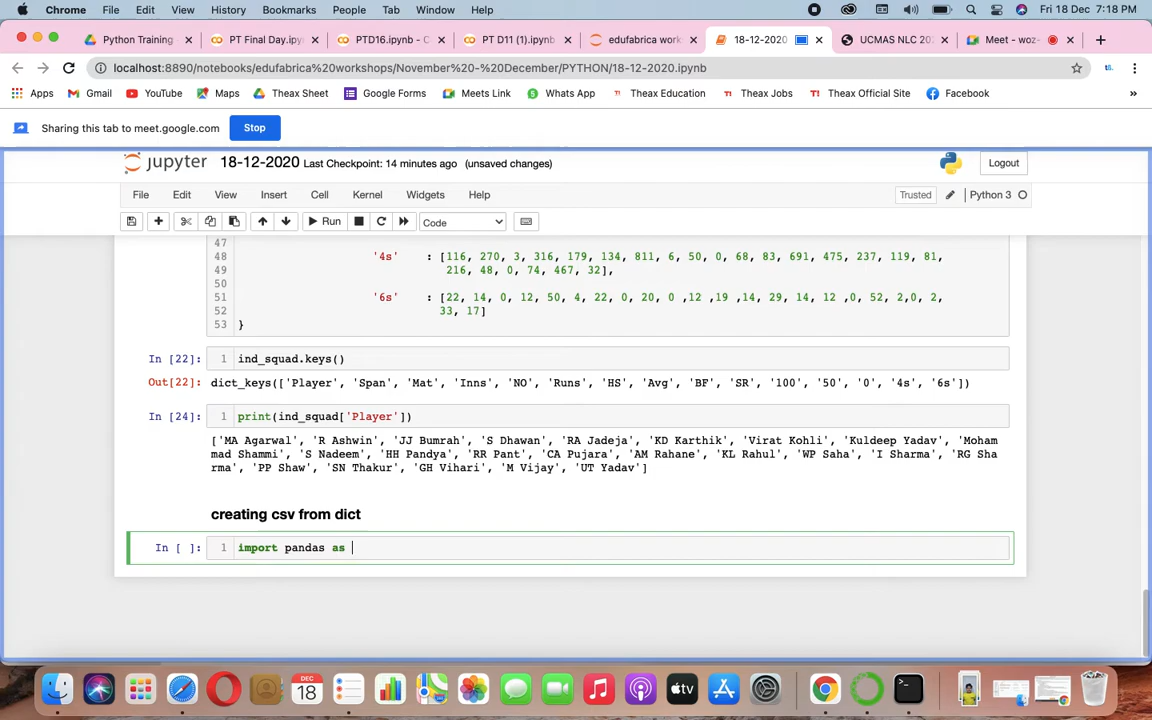 Chrome File Edit View History Bookmarks People Tab Window Help Fri 18 Dec 7:18 PM
Python Training PT Final Day.ipyn PTD16.ipynb - C PT D11 (1).ipynb edufabrica work 18-12-2020 UCMAS NLC 202 Meet - woz-
localhost:8890/notebooks/edufabrica%20workshops/November%20-%20December/PYTHON/18-12-2020.ipynb
Apps Gmail YouTube Maps Theax Sheet Google Forms Meets Link Whats App Theax Education Theax Jobs Theax Official Site Facebook
Sharing this tab to meet.google.com Stop
jupyter 18-12-2020 Last Checkpoint: 14 minutes ago (unsaved changes) Logout
File Edit View Insert Cell Kernel Widgets Help Trusted Python 3
Run Code
47
48 '4s' : [116, 270, 3, 316, 179, 134, 811, 6, 50, 0, 68, 83, 691, 475, 237, 119, 81,
49 216, 48, 0, 74, 467, 32],
50
51 '6s' : [22, 14, 0, 12, 50, 4, 22, 0, 20, 0 ,12 ,19 ,14, 29, 14, 12 ,0, 52, 2,0, 2,
52 33, 17]
53 }
In [22]: 1 ind_squad.keys()
Out[22]: dict_keys(['Player', 'Span', 'Mat', 'Inns', 'NO', 'Runs', 'HS', 'Avg', 'BF', 'SR', '100', '50', '0', '4s', '6s'])
In [24]: 1 print(ind_squad['Player'])
['MA Agarwal', 'R Ashwin', 'JJ Bumrah', 'S Dhawan', 'RA Jadeja', 'KD Karthik', 'Virat Kohli', 'Kuldeep Yadav', 'Moham
mad Shammi', 'S Nadeem', 'HH Pandya', 'RR Pant', 'CA Pujara', 'AM Rahane', 'KL Rahul', 'WP Saha', 'I Sharma', 'RG Sha
rma', 'PP Shaw', 'SN Thakur', 'GH Vihari', 'M Vijay', 'UT Yadav']
creating csv from dict
In [ ]: 1 import pandas as
DEC
18
tv